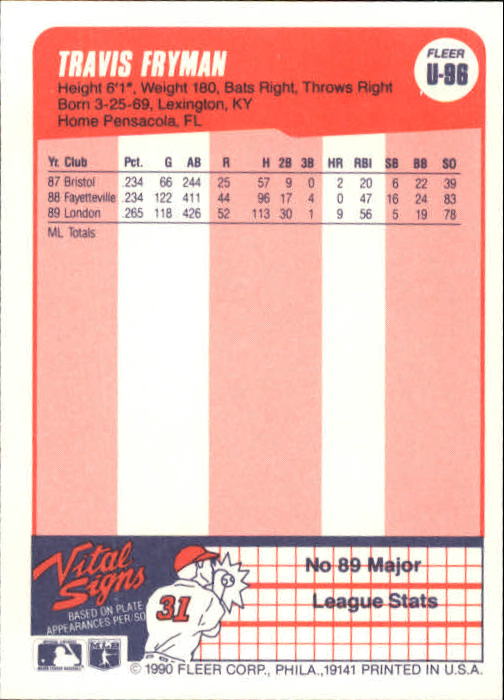 TRAVIS FRYMAN
FLEER
U-96
Height 6'1", Weight 180, Bats Right, Throws Right
Born 3-25-69, Lexington, KY
Home Pensacola, FL
Yr. Club Pct. G AB R H 2B 3B HR RBI SB BB SO
87 Bristol .234 66 244 25 57 9 0 2 20 6 22 39
88 Fayetteville .234 122 411 44 96 17 4 0 47 16 24 83
89 London .265 118 426 52 113 30 1 9 56 5 19 78
ML Totals
Vital
Signs
BASED ON PLATE
APPEARANCES PER/SO
31
No 89 Major
League Stats
© 1990 FLEER CORP., PHILA.,19141 PRINTED IN U.S.A.